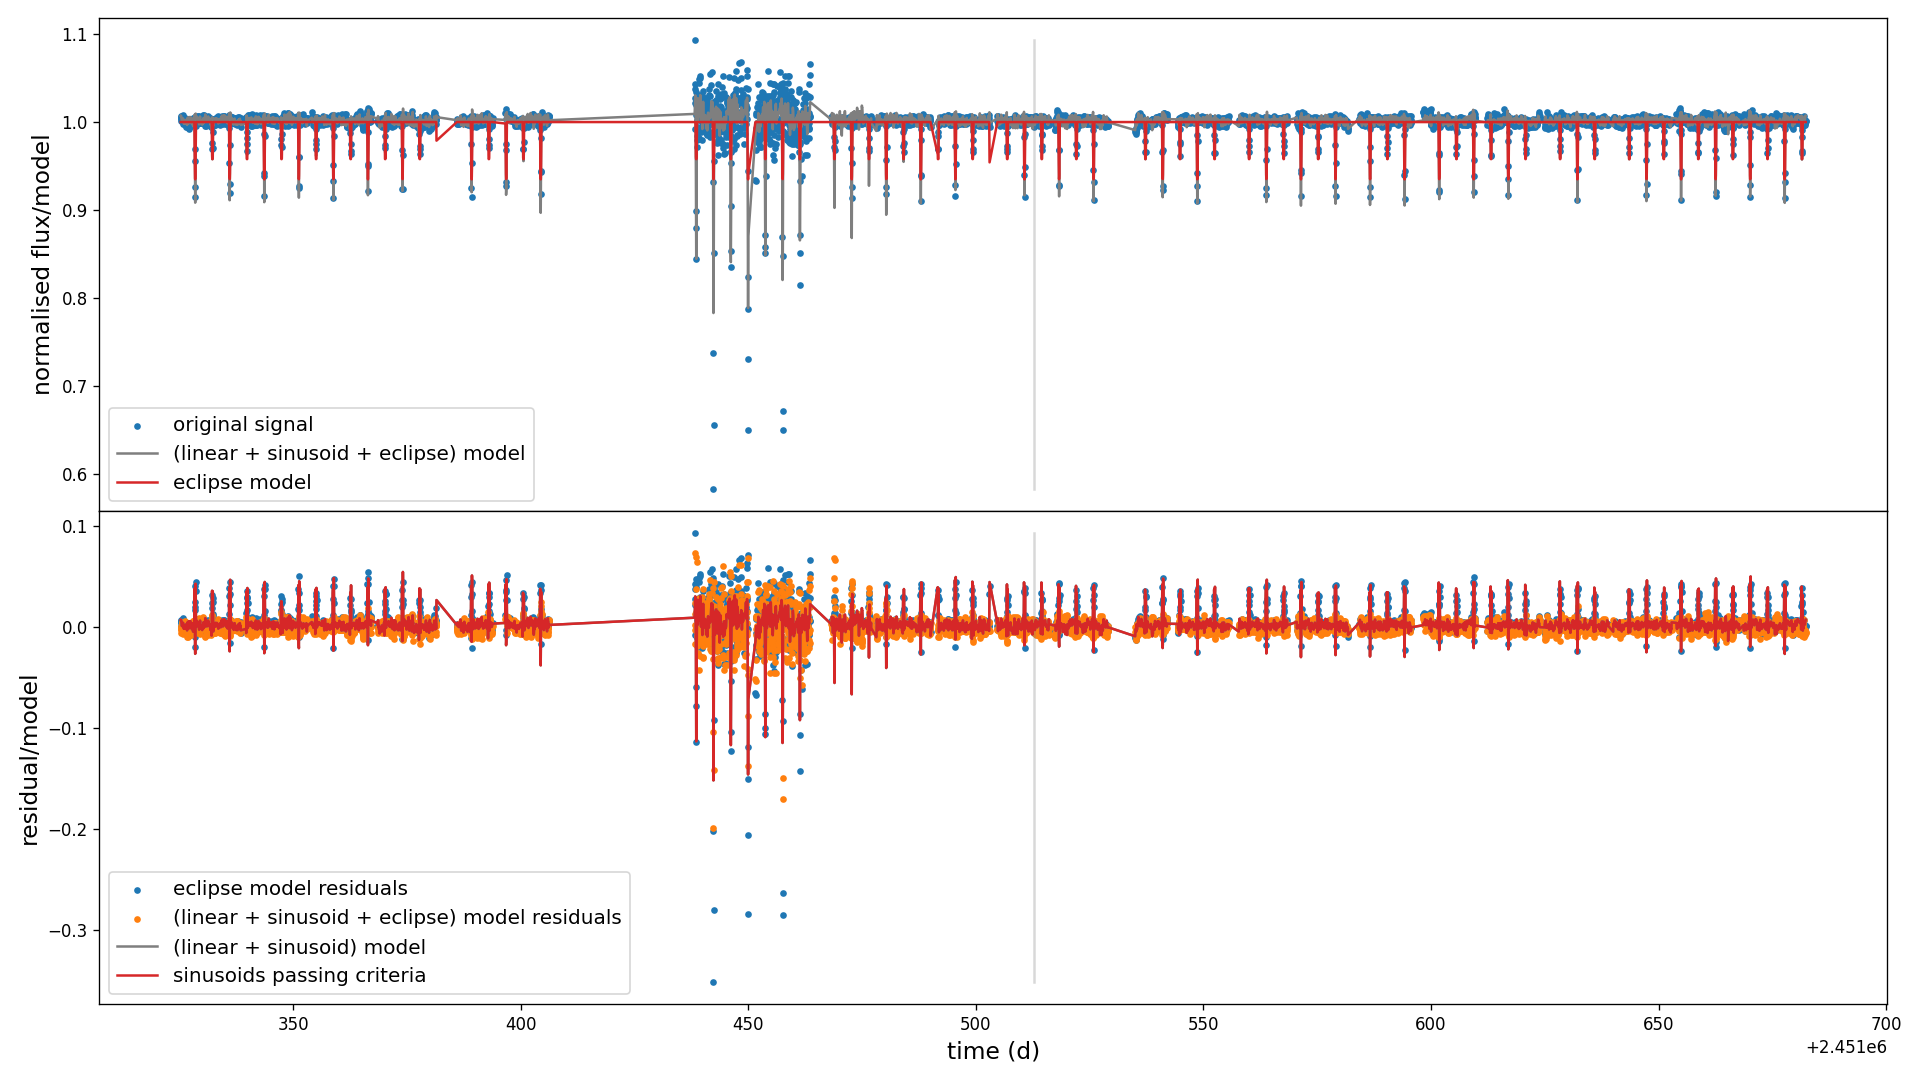 1.1
1.0
0.9
0.8
0.7
0.6
normalised flux/model
original signal
(linear + sinusoid + eclipse) model
eclipse model
0.1
0.0
−0.1
−0.2
−0.3
residual/model
eclipse model residuals
(linear + sinusoid + eclipse) model residuals
(linear + sinusoid) model
sinusoids passing criteria
350 400 450 500 550 600 650 700
time (d)
+2.451e6